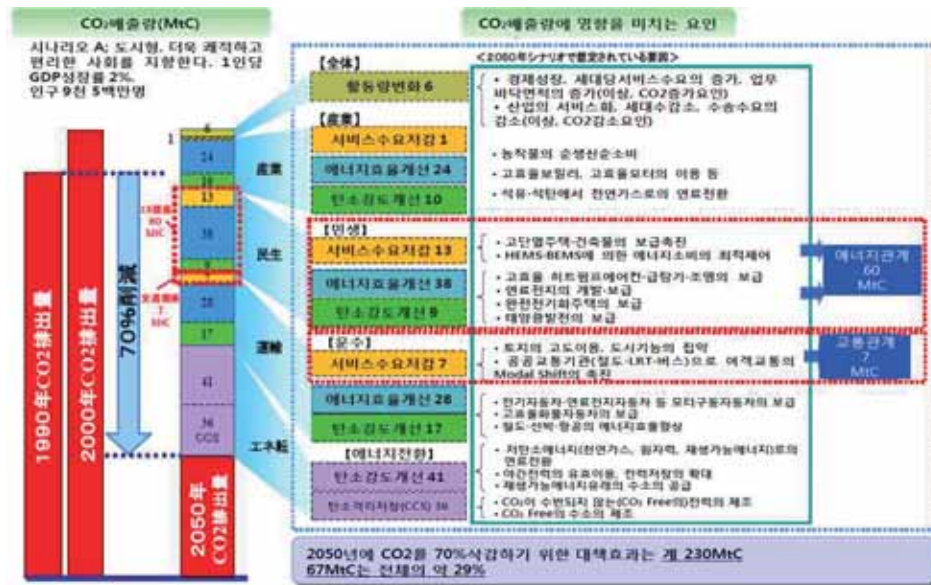 CO₂배출량(MtC)
시나리오 A; 도시형. 더욱 쾌적하고
편리한 사회를 지향한다. 1인당
GDP성장률 2%.
인구 9천 5백만명
1990年CO2排出量
2000年CO2排出量
70%削減
6
1
24
10
13
38
9
7
28
17
41
36
CCS
2050年
CO2排出量
産業
民生
運輸
エネ転
CO₂배출량에 영향을 미치는 요인
<2050年シナリオで想定されている要因>
【전体】
활동량변화 6
• 경제성장, 세대당서비스수요의 증가, 업무
바닥면적의 증가(이상, CO2증가요인)
• 산업의 서비스화, 세대수감소, 수송수요의
감소(이상, CO2감소요인)
【産業】
서비스수요저감 1
에너지효율개선 24
탄소강도개선 10
• 농작물의 순생산순소비
• 고효율보일러, 고효율모터의 이용 등
• 석유·석탄에서 천연가스로의 연료전환
【민생】
서비스수요저감 13
에너지효율개선 38
탄소강도개선 9
• 고단열주택·건축물의 보급촉진
• HEMS·BEMS에 의한 에너지소비의 최적제어
• 고효율 히트펌프에어컨·급탕기·조명의 보급
• 연료전지의 개발·보급
• 완전전기화주택의 보급
• 태양광발전의 보급
에너지관계
60
MtC
【운수】
서비스수요저감 7
에너지효율개선 28
탄소강도개선 17
• 토지의 고도이용, 도시기능의 집약
• 공공교통기관(철도·LRT·버스)으로 여객교통의
Modal Shift의 촉진
교통관계
7
MtC
• 전기자동차·연료전지자동차 등 모터구동자동차의 보급
• 고효율화물자동차의 보급
• 철도·선박·항공의 에너지효율향상
【에너지전환】
탄소강도개선 41
탄소격리저장(CCS) 36
• 저탄소에너지(천연가스, 원자력, 재생가능에너지)로의
연료전환
• 야간전력의 유효이용, 전력저장의 확대
• 재생가능에너지유래의 수소의 공급
• CO₂이 수반되지 않는(CO₂ Free의)전력의 제조
• CO₂ Free의 수소의 제조
2050년에 CO2를 70%삭감하기 위한 대책효과는 계 230MtC
67MtC는 전체의 약 29%